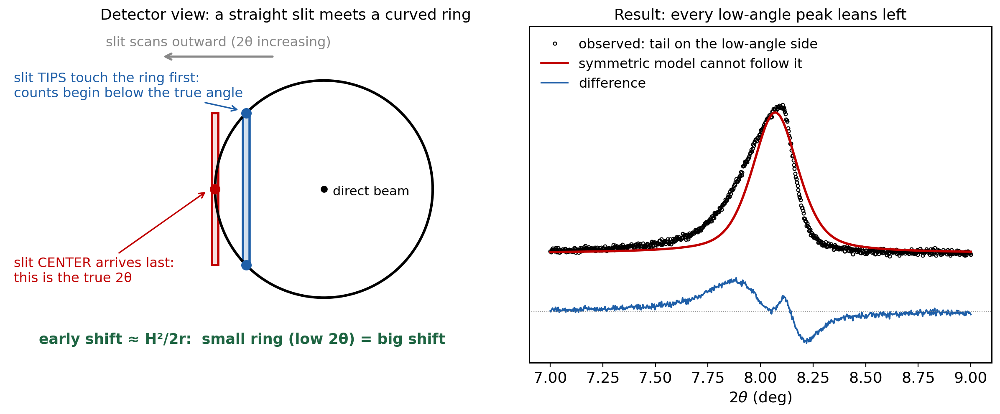 Detector view: a straight slit meets a curved ring
slit scans outward (2θ increasing)
slit TIPS touch the ring first:
counts begin below the true angle
direct beam
slit CENTER arrives last:
this is the true 2θ
early shift ≈ H²/2r:  small ring (low 2θ) = big shift
Result: every low-angle peak leans left
observed: tail on the low-angle side
symmetric model cannot follow it
difference
7.00 7.25 7.50 7.75 8.00 8.25 8.50 8.75 9.00
2θ (deg)